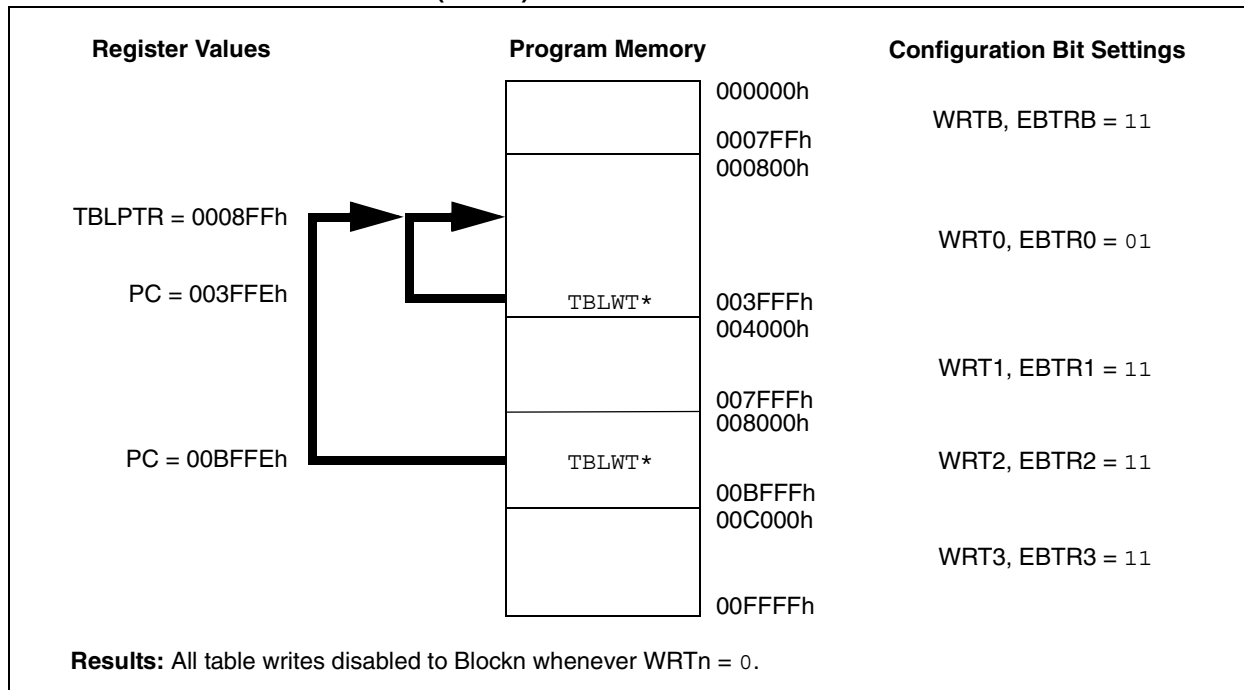 Register Values Program Memory Configuration Bit Settings
000000h
WRTB, EBTRB = 11
0007FFh
000800h
TBLPTR = 0008FFh
WRT0, EBTR0 = 01
PC = 003FFEh TBLWT* 003FFFh
004000h
WRT1, EBTR1 = 11
007FFFh
008000h
PC = 00BFFEh TBLWT* WRT2, EBTR2 = 11
00BFFFh
00C000h
WRT3, EBTR3 = 11
00FFFFh
Results: All table writes disabled to Blockn whenever WRTn = 0.